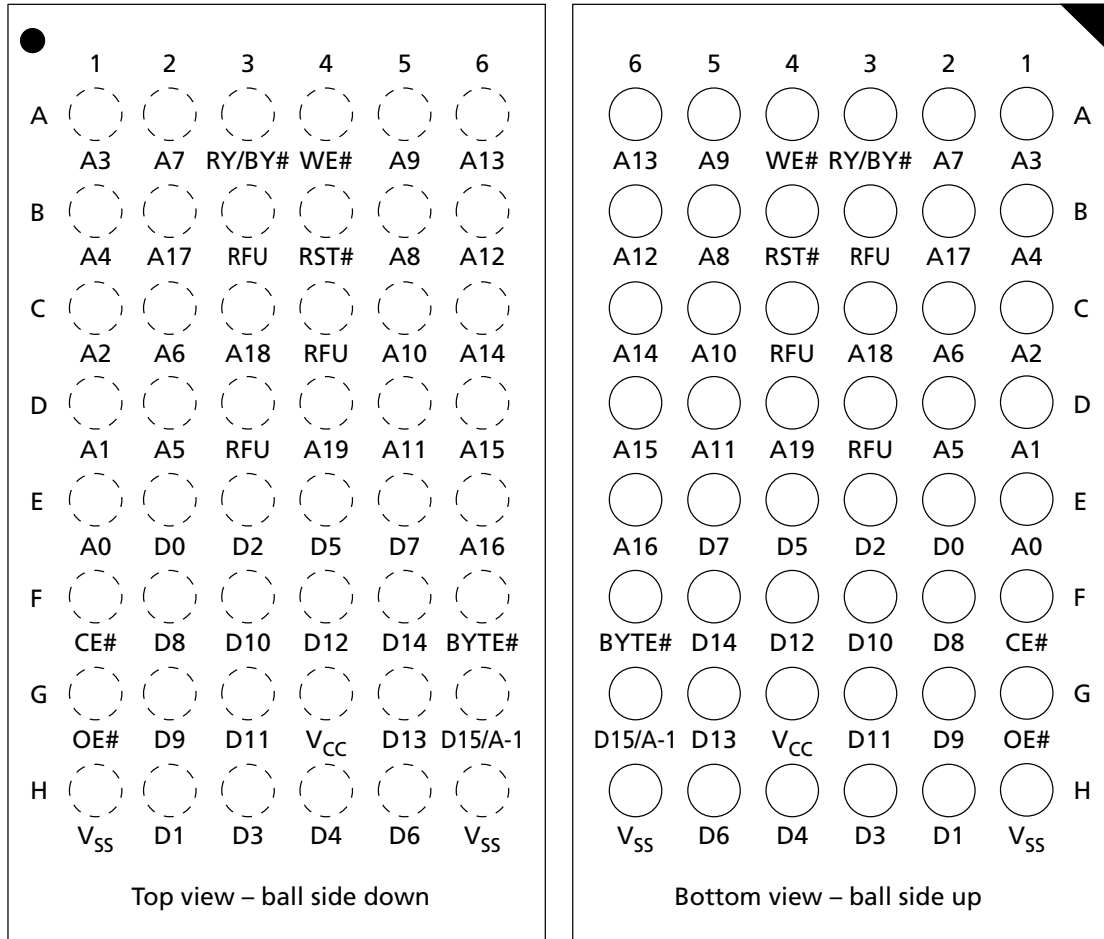 1 2 3 4 5 6
A
A3 A7 RY/BY# WE# A9 A13
B
A4 A17 RFU RST# A8 A12
C
A2 A6 A18 RFU A10 A14
D
A1 A5 RFU A19 A11 A15
E
A0 D0 D2 D5 D7 A16
F
CE# D8 D10 D12 D14 BYTE#
G
OE# D9 D11 VCC D13 D15/A-1
H
VSS D1 D3 D4 D6 VSS
Top view – ball side down
6 5 4 3 2 1
A
A13 A9 WE# RY/BY# A7 A3
B
A12 A8 RST# RFU A17 A4
C
A14 A10 RFU A18 A6 A2
D
A15 A11 A19 RFU A5 A1
E
A16 D7 D5 D2 D0 A0
F
BYTE# D14 D12 D10 D8 CE#
G
D15/A-1 D13 VCC D11 D9 OE#
H
VSS D6 D4 D3 D1 VSS
Bottom view – ball side up